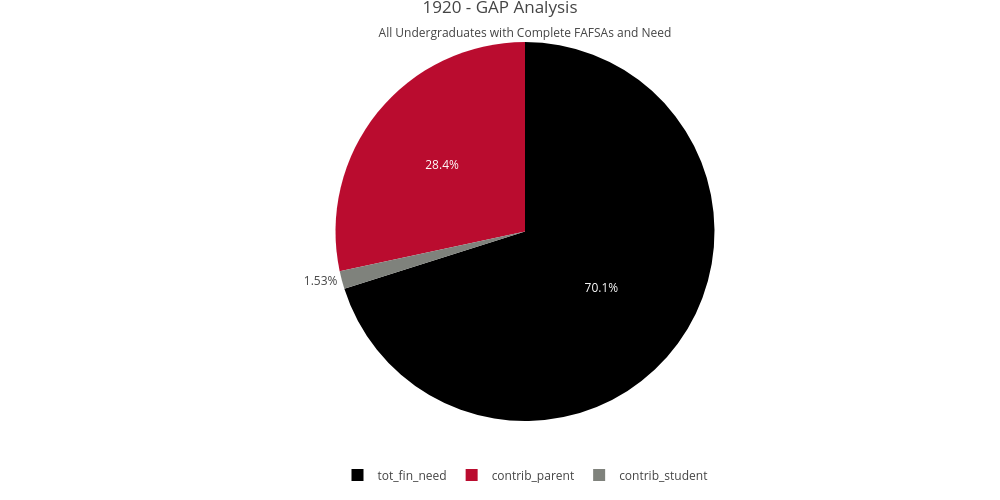 1920 - GAP Analysis
All Undergraduates with Complete FAFSAs and Need
28.4%
1.53%
70.1%
tot_fin_need contrib_parent contrib_student